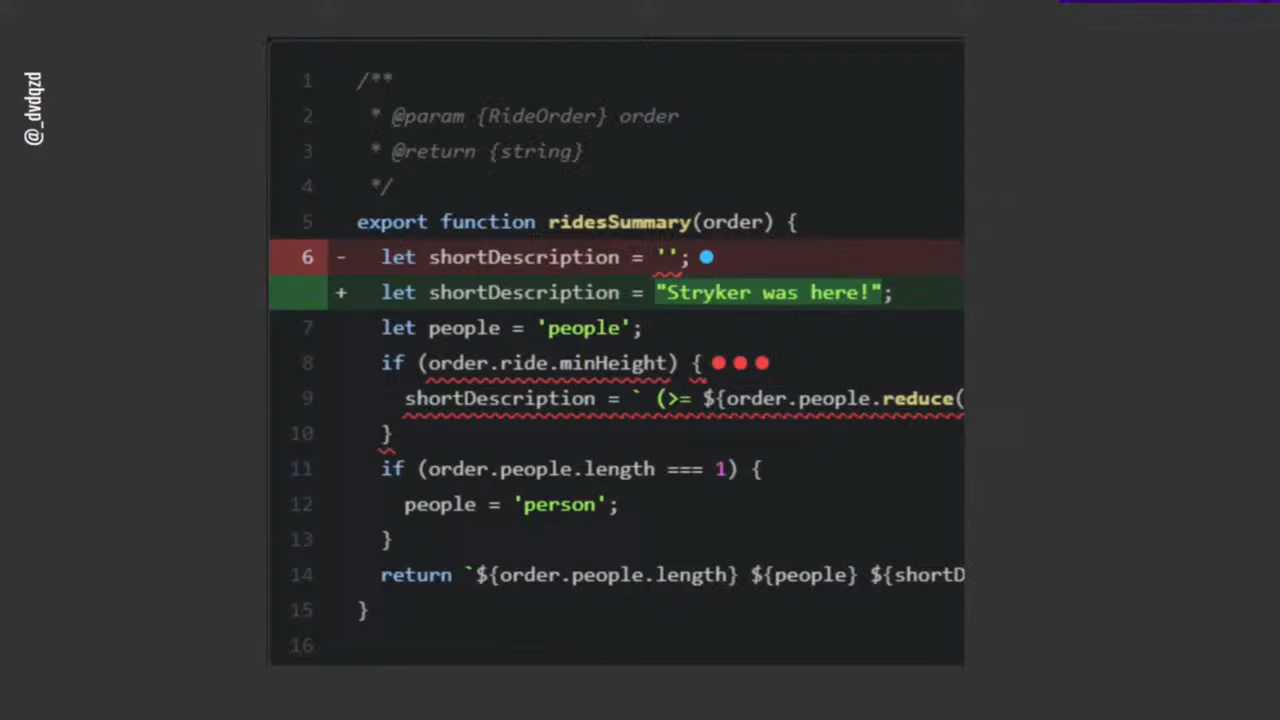 @_dvdqzd
1 /**
2  * @param {RideOrder} order
3  * @return {string}
4  */
5 export function ridesSummary(order) {
6 -   let shortDescription = '';
+   let shortDescription = "Stryker was here!";
7   let people = 'people';
8   if (order.ride.minHeight) {
9     shortDescription = ` (>= ${order.people.reduce(
10   }
11   if (order.people.length === 1) {
12     people = 'person';
13   }
14   return `${order.people.length} ${people} ${shortD
15 }
16